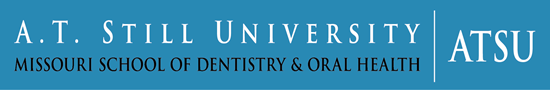 A.T. STILL UNIVERSITY
MISSOURI SCHOOL OF DENTISTRY & ORAL HEALTH
ATSU